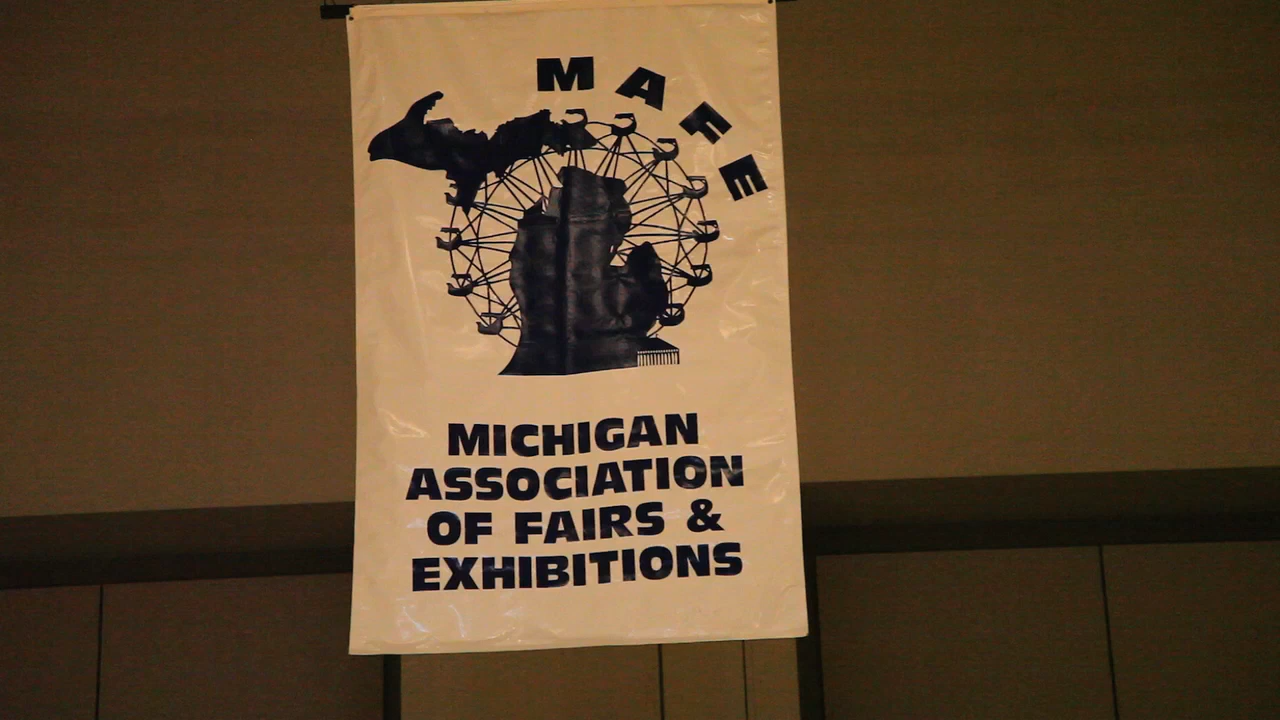 MAFE
MICHIGAN
ASSOCIATION
OF FAIRS &
EXHIBITIONS